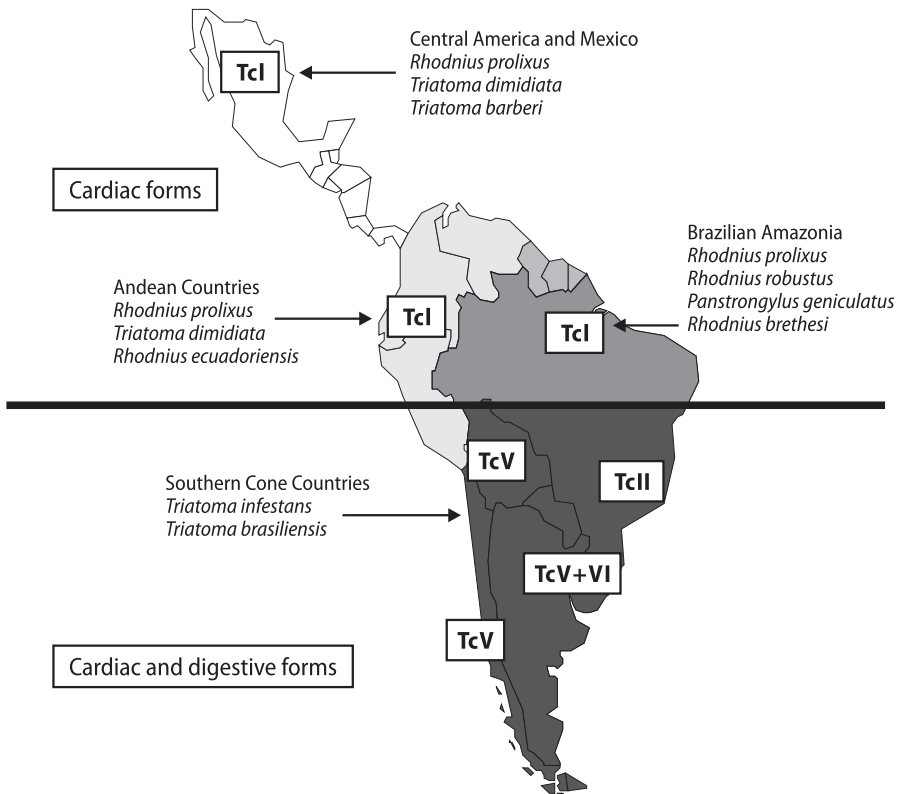 TcI
Central America and Mexico
Rhodnius prolixus
Triatoma dimidiata
Triatoma barberi
Cardiac forms
Brazilian Amazonia
Rhodnius prolixus
Rhodnius robustus
Panstrongylus geniculatus
Rhodnius brethesi
Andean Countries
Rhodnius prolixus
Triatoma dimidiata
Rhodnius ecuadoriensis
TcI
TcI
TcV
TcII
Southern Cone Countries
Triatoma infestans
Triatoma brasiliensis
TcV+VI
TcV
Cardiac and digestive forms